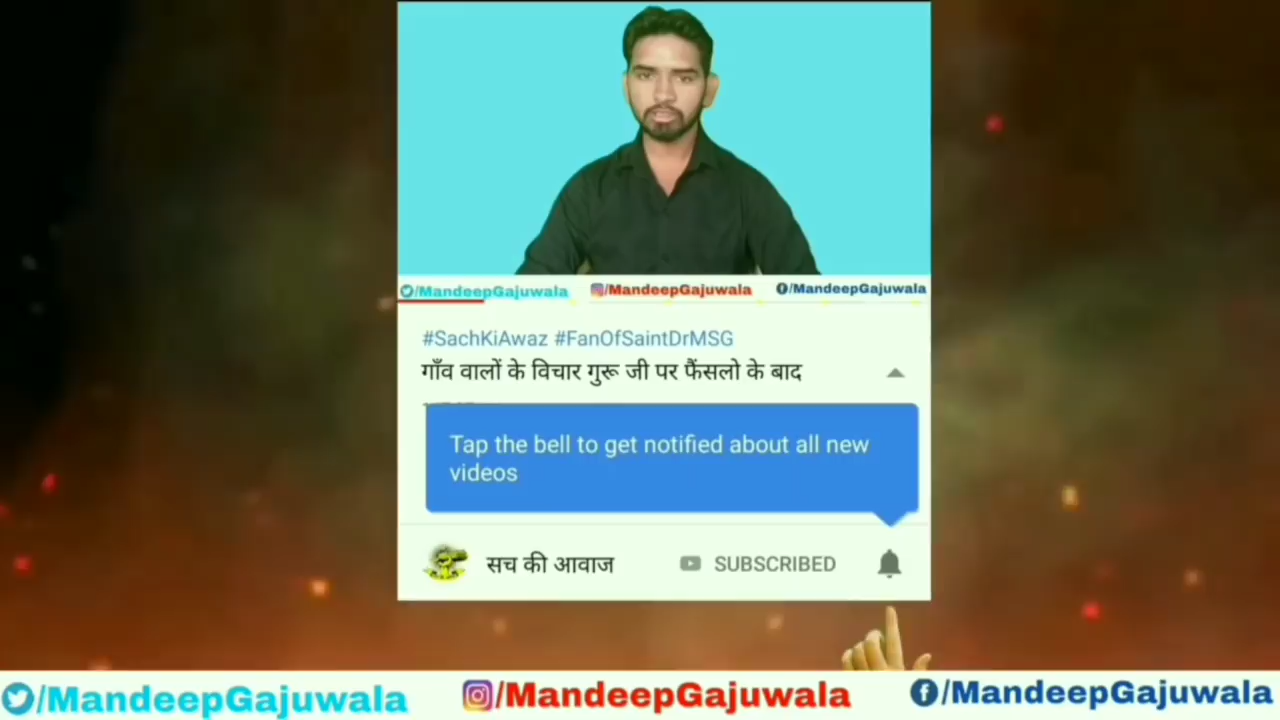 /MandeepGajuwala /MandeepGajuwala /MandeepGajuwala
#SachKiAwaz #FanOfSaintDrMSG
गाँव वालों के विचार गुरू जी पर फैंसलो के बाद
Tap the bell to get notified about all new
videos
सच की आवाज SUBSCRIBED
/MandeepGajuwala /MandeepGajuwala /MandeepGajuwala